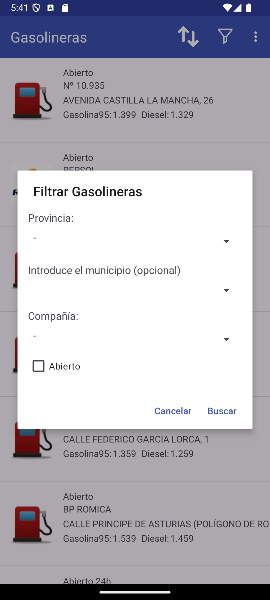 5:41
Gasolineras
Abierto
Nº 10.935
AVENIDA CASTILLA LA MANCHA, 26
Gasolina95: 1.399 Diesel: 1.329
Abierto
REPSOL
Filtrar Gasolineras
Provincia:
-
Introduce el municipio (opcional)
Compañía:
-
Abierto
Cancelar Buscar
CALLE FEDERICO GARCIA LORCA, 1
Gasolina95: 1.359 Diesel: 1.259
Abierto
BP ROMICA
CALLE PRINCIPE DE ASTURIAS (POLÍGONO DE RO
Gasolina95: 1.539 Diesel: 1.459
Abierto 24h